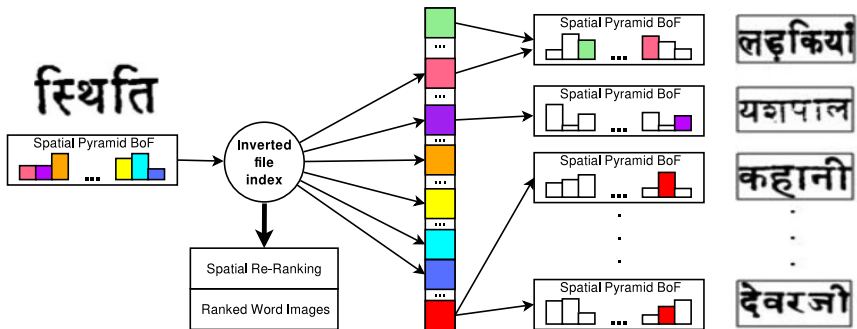 स्थिति
Spatial Pyramid BoF
...
Inverted
file
index
Spatial Re-Ranking
Ranked Word Images
...
...
...
...
...
Spatial Pyramid BoF
...
लड़कियाँ
Spatial Pyramid BoF
...
यशपाल
Spatial Pyramid BoF
...
कहानी
Spatial Pyramid BoF
...
देवरजी